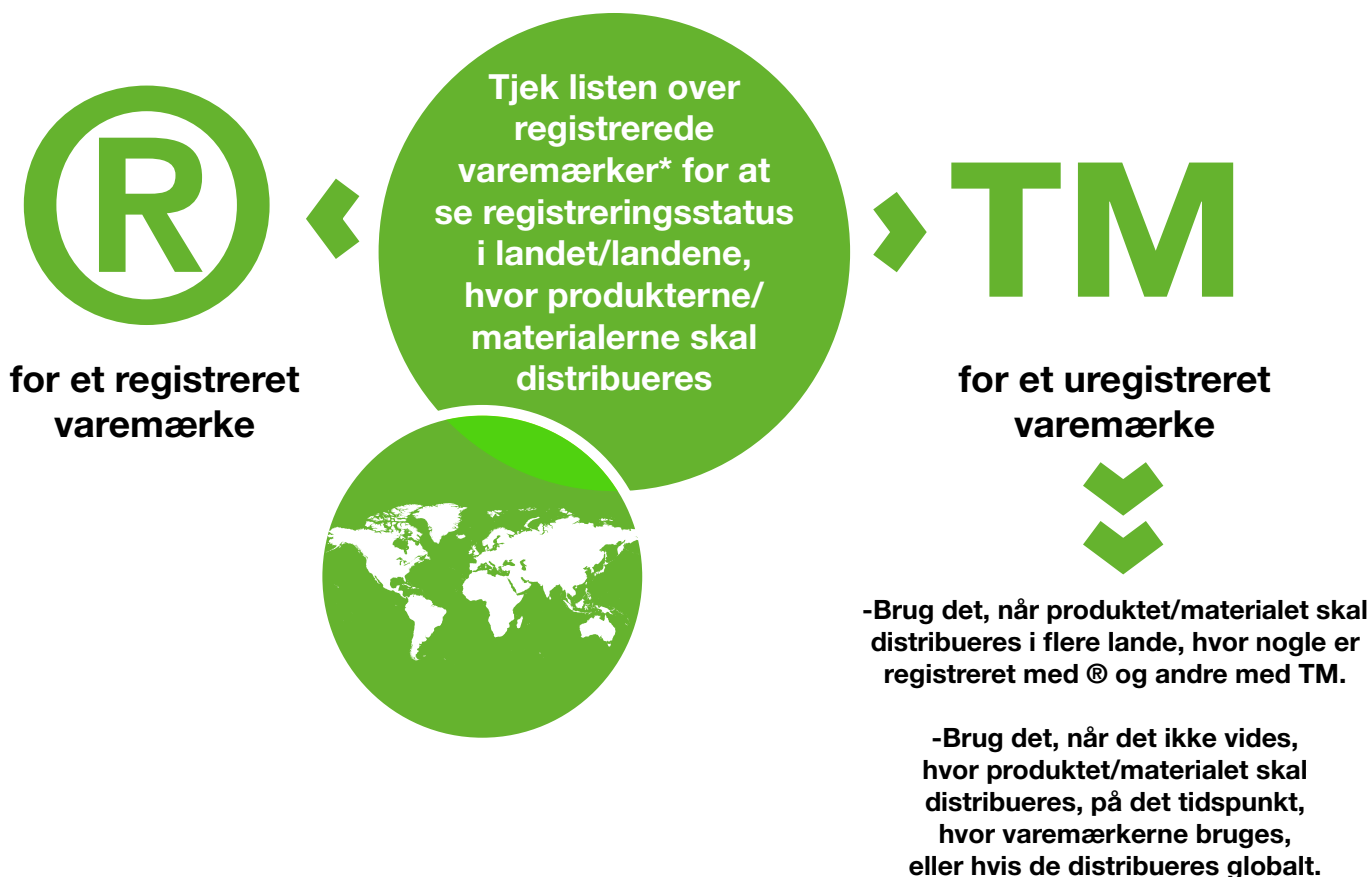 ®
for et registreret
varemærke
Tjek listen over
registrerede
varemærker* for at
se registreringsstatus
i landet/landene,
hvor produkterne/
materialerne skal
distribueres
TM
for et uregistreret
varemærke
-Brug det, når produktet/materialet skal
distribueres i flere lande, hvor nogle er
registreret med ® og andre med TM.
-Brug det, når det ikke vides,
hvor produktet/materialet skal
distribueres, på det tidspunkt,
hvor varemærkerne bruges,
eller hvis de distribueres globalt.